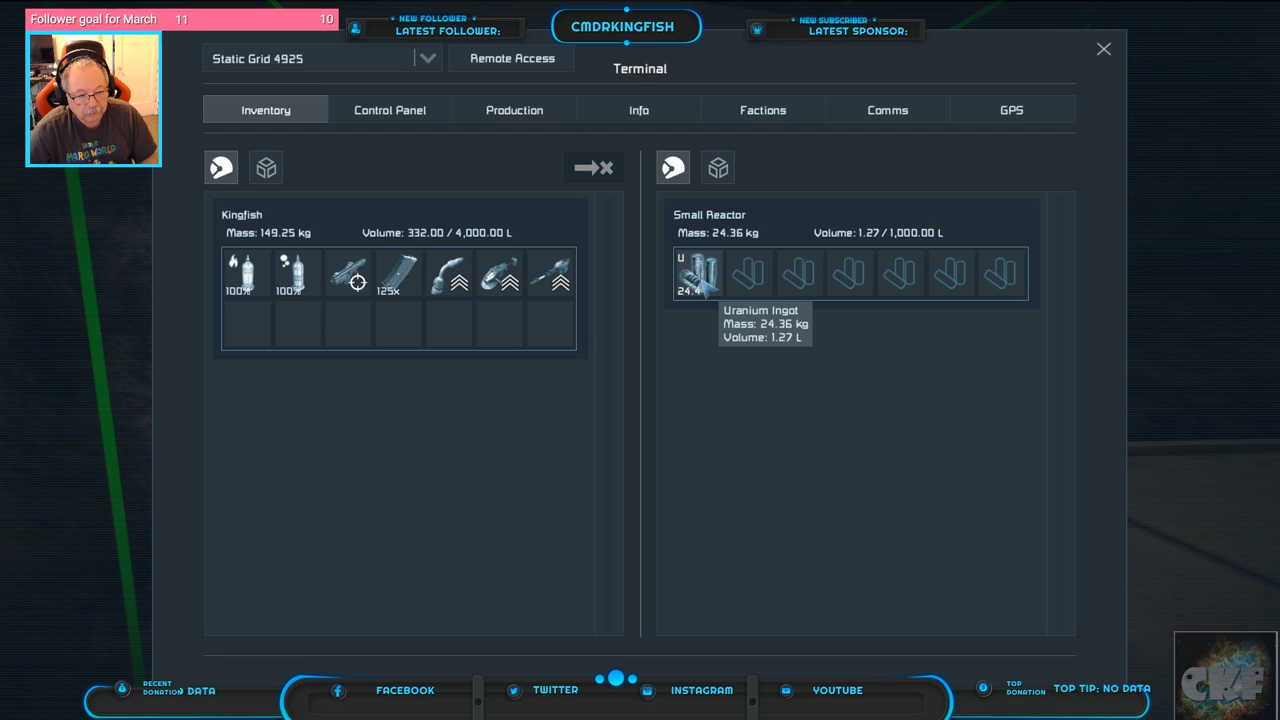 Follower goal for March 11 10
NEW FOLLOWER
LATEST FOLLOWER:
CMDRKINGFISH
NEW SUBSCRIBER
LATEST SPONSOR:
Static Grid 4925
Remote Access
Terminal
Inventory Control Panel Production Info Factions Comms GPS
Kingfish
Mass: 149.25 kg Volume: 332.00 / 4,000.00 L
100% 100% 125x
Small Reactor
Mass: 24.36 kg Volume: 1.27 / 1,000.00 L
U
24.4
Uranium Ingot
Mass: 24.36 kg
Volume: 1.27 L
MARIO WORLD
RECENT
DONATION DATA
FACEBOOK TWITTER INSTAGRAM YOUTUBE
TOP
DONATION TOP TIP: NO DATA
CKF